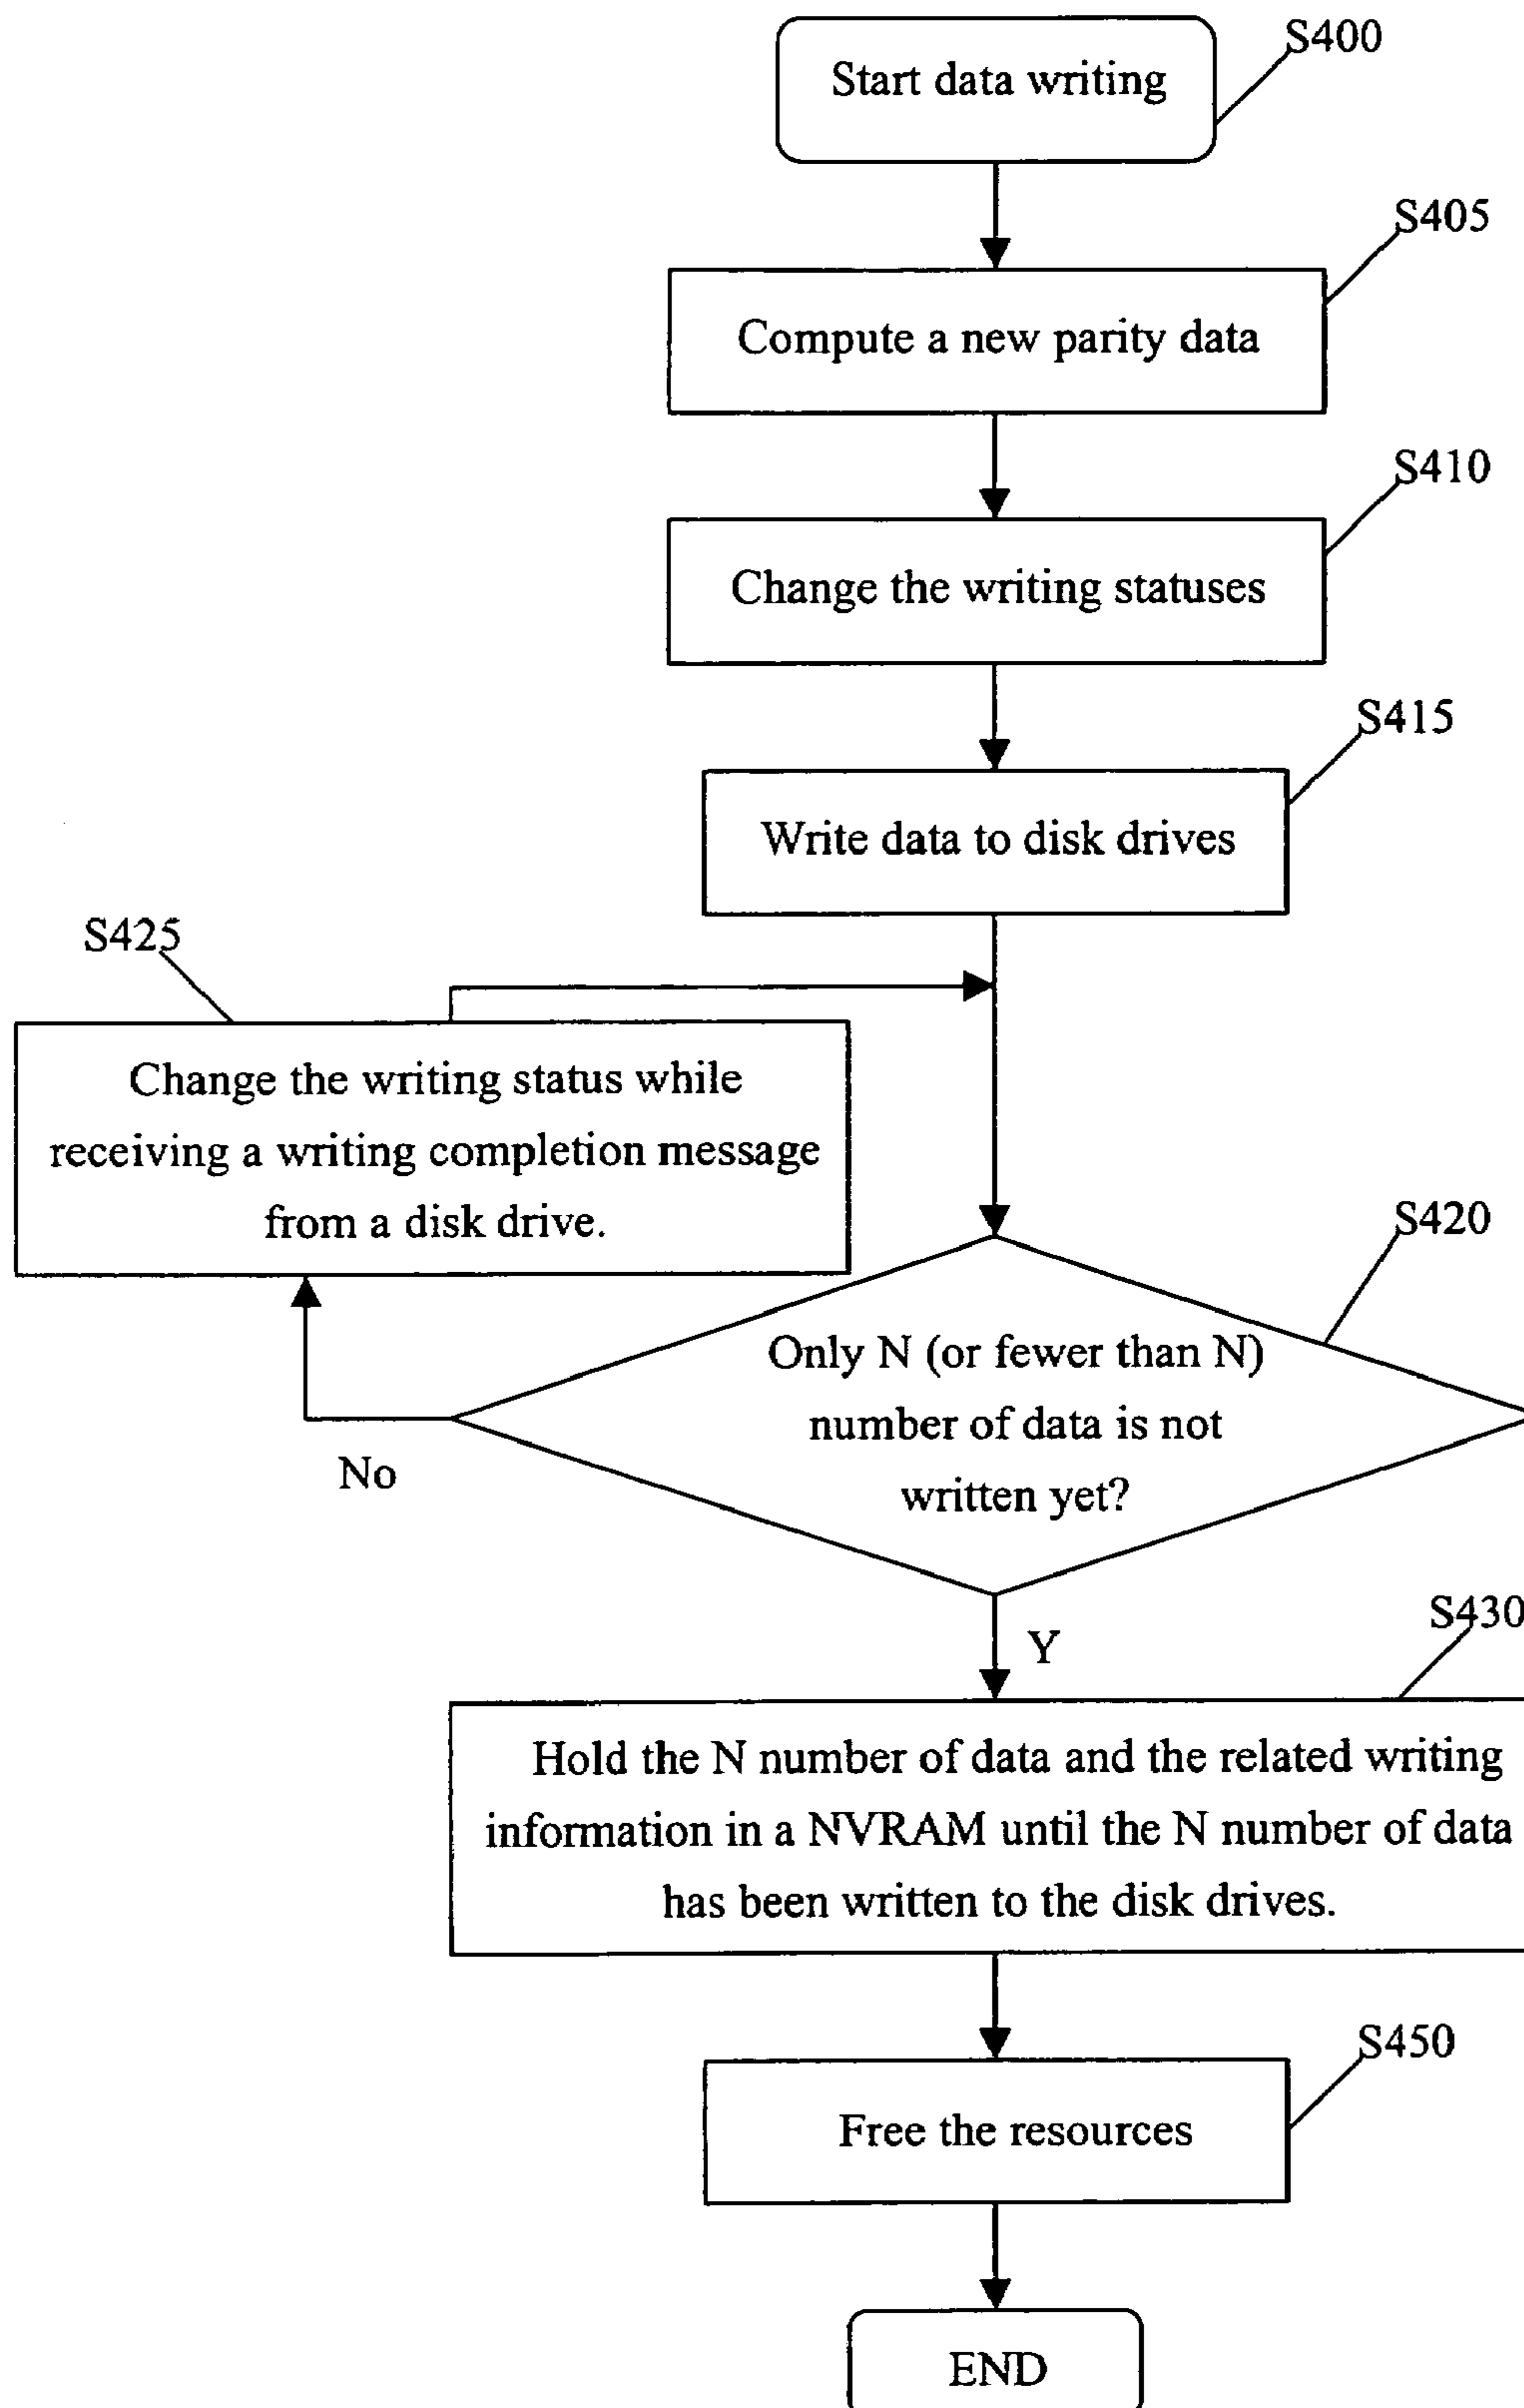 S400
Start data writing
S405
Compute a new parity data
S410
Change the writing statuses
S415
Write data to disk drives
S425
Change the writing status while
receiving a writing completion message
from a disk drive.
S420
Only N (or fewer than N)
number of data is not
written yet?
No
Y
S430
Hold the N number of data and the related writing
information in a NVRAM until the N number of data
has been written to the disk drives.
S450
Free the resources
END